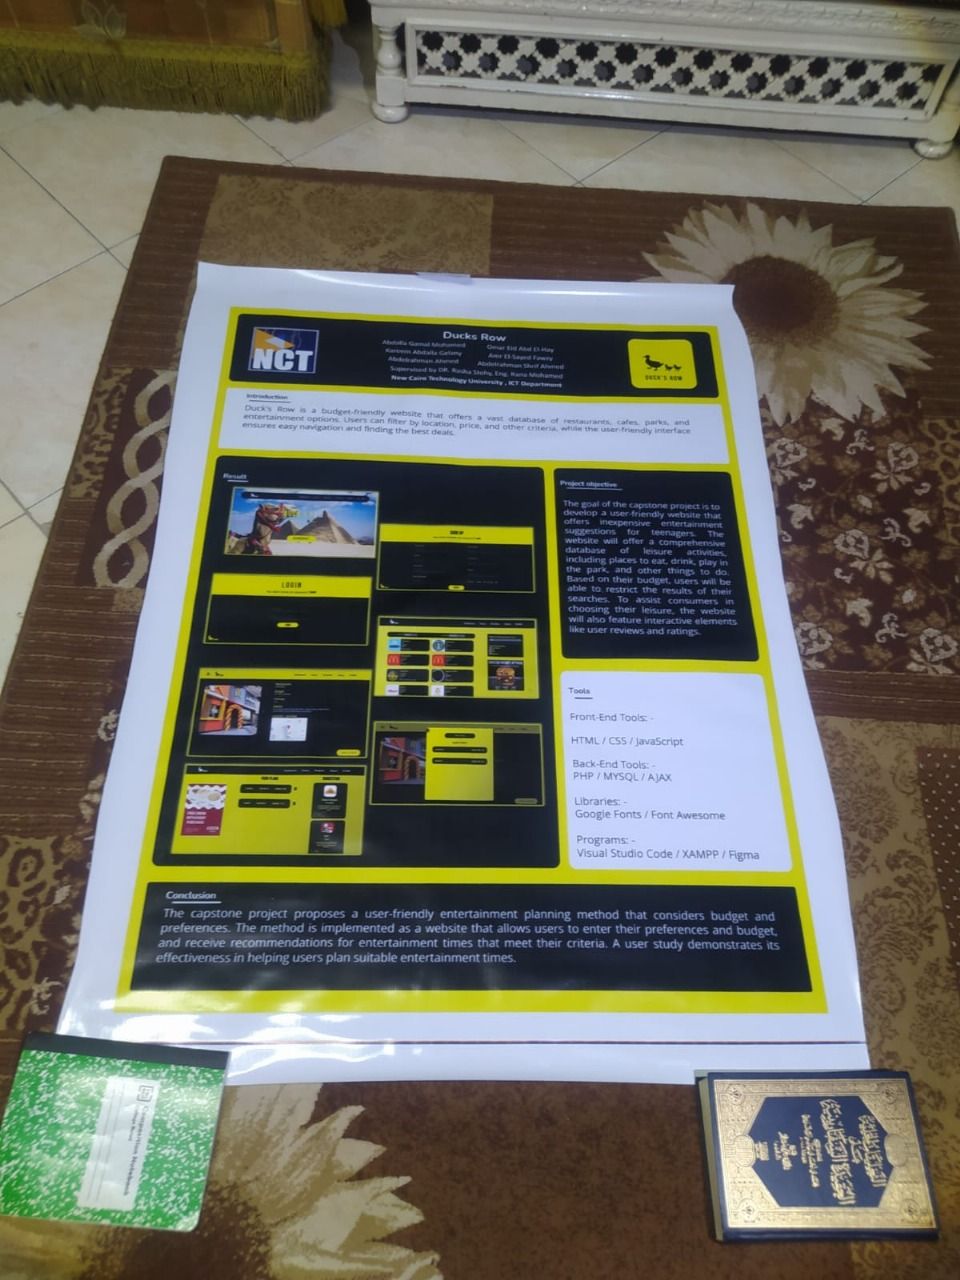 NCT
Ducks Row
Abdalla Gamal Mohamed
Omar Eid Abd El-Hay
Kareem Abdalla Galany
Amr El-Sayed Fawzy
Abdelrahman Ahmed
Abdelrahman Shrif Ahmed
Supervised by DR. Rasha Shehy, Eng. Rana Mohamed
New Cairo Technology University , ICT Department
DUCK'S ROW
Introduction
Duck's Row is a budget-friendly website that offers a vast database of restaurants, cafes, parks, and
entertainment options. Users can filter by location, price, and other criteria, while the user-friendly interface
ensures easy navigation and finding the best deals.
Result
SIGN UP
LOGIN
YOUR PLANS
Project objective
The goal of the capstone project is to
develop a user-friendly website that
offers inexpensive entertainment
suggestions for teenagers. The
website will offer a comprehensive
database of leisure activities,
including places to eat, drink, play in
the park, and other things to do.
Based on their budget, users will be
able to restrict the results of their
searches. To assist consumers in
choosing their leisure, the website
will also feature interactive elements
like user reviews and ratings.
Tools
Front-End Tools: -
HTML / CSS / JavaScript
Back-End Tools: -
PHP / MYSQL / AJAX
Libraries: -
Google Fonts / Font Awesome
Programs: -
Visual Studio Code / XAMPP / Figma
Conclusion
The capstone project proposes a user-friendly entertainment planning method that considers budget and
preferences. The method is implemented as a website that allows users to enter their preferences and budget,
and receive recommendations for entertainment times that meet their criteria. A user study demonstrates its
effectiveness in helping users plan suitable entertainment times.
Composition Notebook